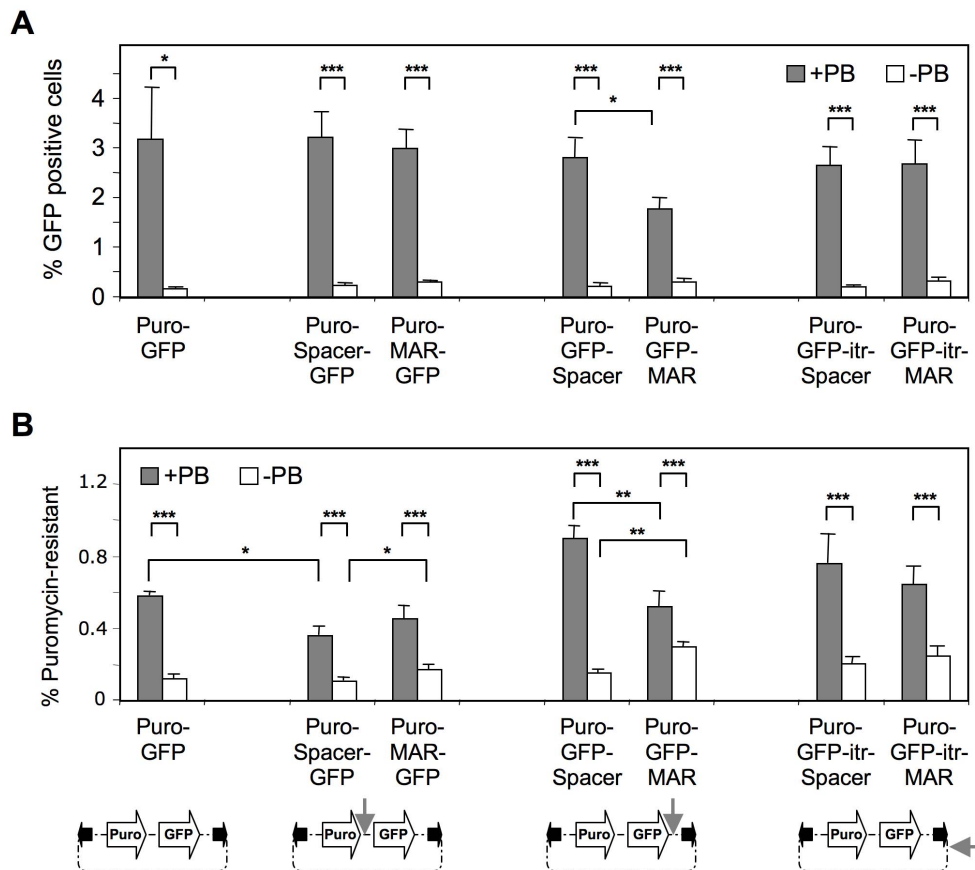 A
% GFP positive cells
4
3
2
1
0
*
***
***
***
***
*
***
***
+PB
-PB
Puro-
GFP
Puro-
Spacer-
GFP
Puro-
MAR-
GFP
Puro-
GFP-
Spacer
Puro-
GFP-
MAR
Puro-
GFP-itr-
Spacer
Puro-
GFP-itr-
MAR
B
% Puromycin-resistant
1.2
0.8
0.4
0
+PB
-PB
***
*
***
***
*
***
***
**
**
***
***
Puro-
GFP
Puro-
Spacer-
GFP
Puro-
MAR-
GFP
Puro-
GFP-
Spacer
Puro-
GFP-
MAR
Puro-
GFP-itr-
Spacer
Puro-
GFP-itr-
MAR
Puro GFP
Puro GFP
Puro GFP
Puro GFP